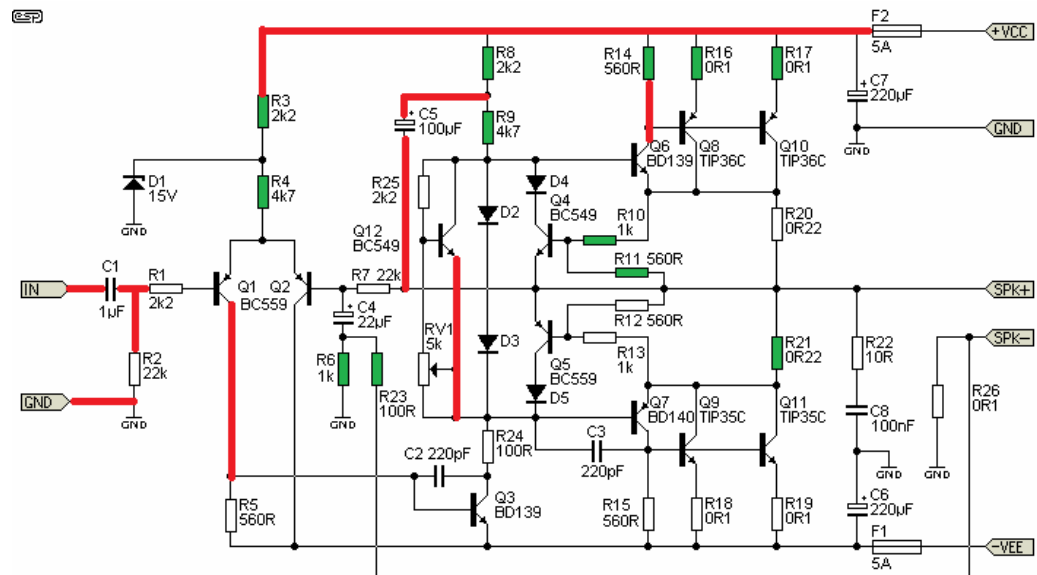 esp
F2
+VCC
5A
R8
2k2
R14
560R
R16
0R1
R17
0R1
C7
220µF
GND
GND
R3
2k2
C5
100µF
R9
4k7
Q6
BD139
Q8
TIP36C
Q10
TIP36C
D1
15V
GND
R4
4k7
R25
2k2
D4
Q4
BC549
D2
R10
1k
R20
0R22
Q12
BC549
R11 560R
IN
C1
1µF
R1
2k2
Q1
Q2
BC559
R7 22k
SPK+
C4
22µF
RV1
5k
D3
R12 560R
R13
1k
Q5
BC559
D5
R21
0R22
R22
10R
SPK-
R2
22k
GND
GND
R6
1k
GND
R23
100R
Q7
BD140
Q9
TIP35C
Q11
TIP35C
C8
100nF
R26
0R1
R24
100R
C3
220pF
C2 220pF
GND
GND
R5
560R
Q3
BD139
R15
560R
R18
0R1
R19
0R1
C6
220µF
F1
5A
-VEE